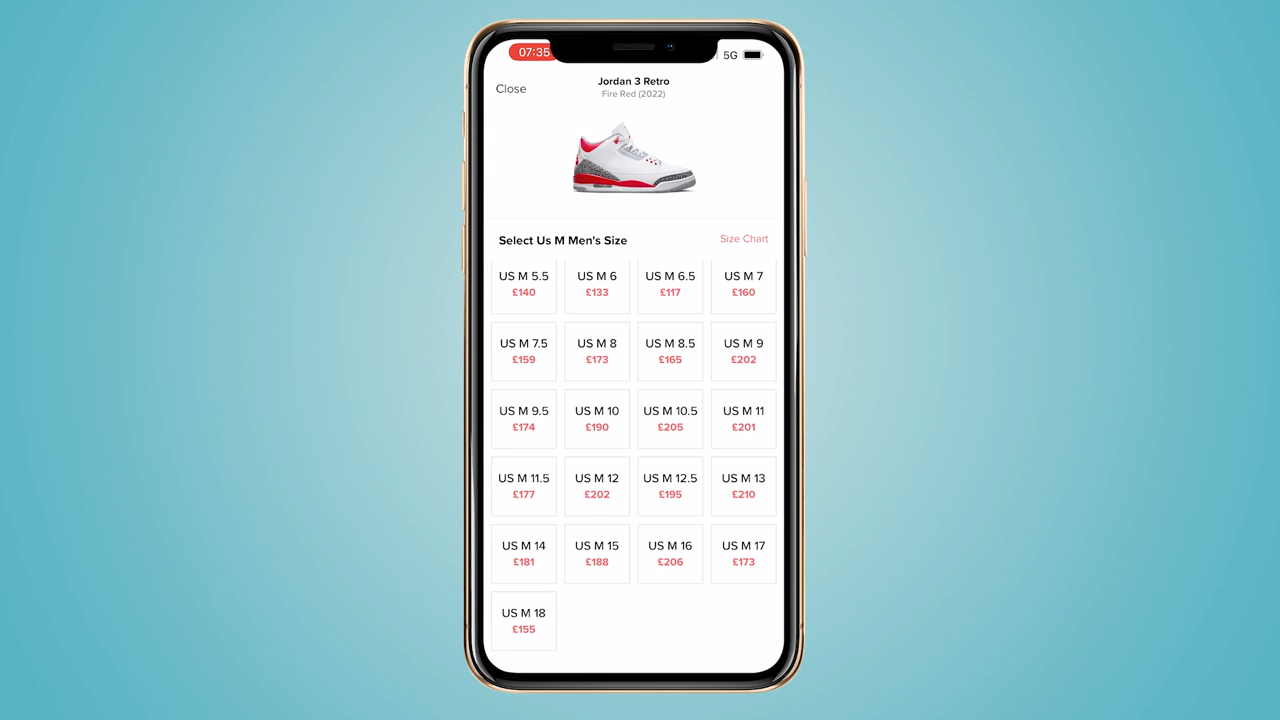 07:35
5G
Close
Jordan 3 Retro
Fire Red (2022)
Select Us M Men's Size
Size Chart
US M 5.5
£140
US M 6
£133
US M 6.5
£117
US M 7
£160
US M 7.5
£159
US M 8
£173
US M 8.5
£165
US M 9
£202
US M 9.5
£174
US M 10
£190
US M 10.5
£205
US M 11
£201
US M 11.5
£177
US M 12
£202
US M 12.5
£195
US M 13
£210
US M 14
£181
US M 15
£188
US M 16
£206
US M 17
£173
US M 18
£155